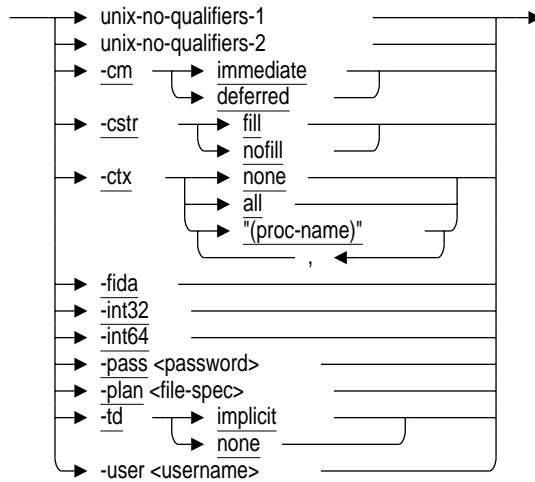 unix-no-qualifiers-1
unix-no-qualifiers-2
-cm immediate
deferred
-cstr fill
nofill
-ctx none
all
"(proc-name)"
,
-fida
-int32
-int64
-pass <password>
-plan <file-spec>
-td implicit
none
-user <username>